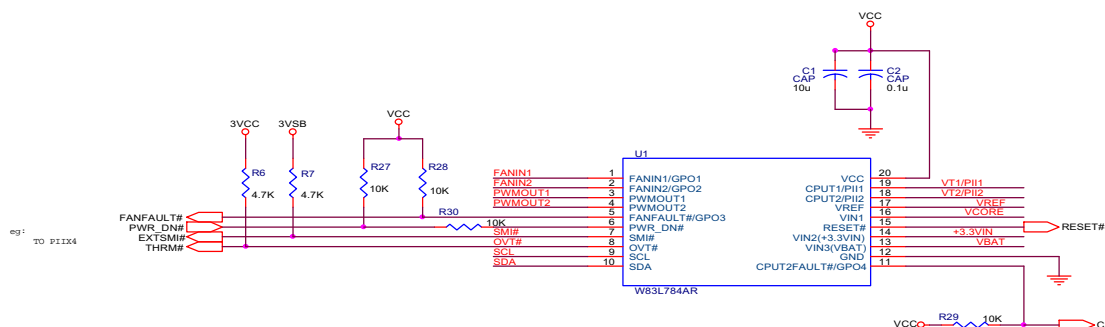 VCC
C1
CAP
10u
C2
CAP
0.1u
3VCC
3VSB
VCC
R6
4.7K
R7
4.7K
R27
10K
R28
10K
R30
10K
U1
FANIN1 1 FANIN1/GPO1
FANIN2 2 FANIN2/GPO2
PWMOUT1 3 PWMOUT1
PWMOUT2 4 PWMOUT2
FANFAULT# 5 FANFAULT#/GPO3
PWR_DN# 6 PWR_DN#
EXTSMI# SMI# 7 SMI#
THRM# OVT# 8 OVT#
SCL 9 SCL
SDA 10 SDA
VCC 20
CPUT1/PII1 19 VT1/PII1
CPUT2/PII2 18 VT2/PII2
VREF 17 VREF
VIN1 16 VCORE
RESET# 15 RESET#
VIN2(+3.3VIN) 14 +3.3VIN
VIN3(VBAT) 13 VBAT
GND 12
CPUT2FAULT#/GPO4 11
W83L784AR
eg:
TO PIIX4
VCC R29 10K C